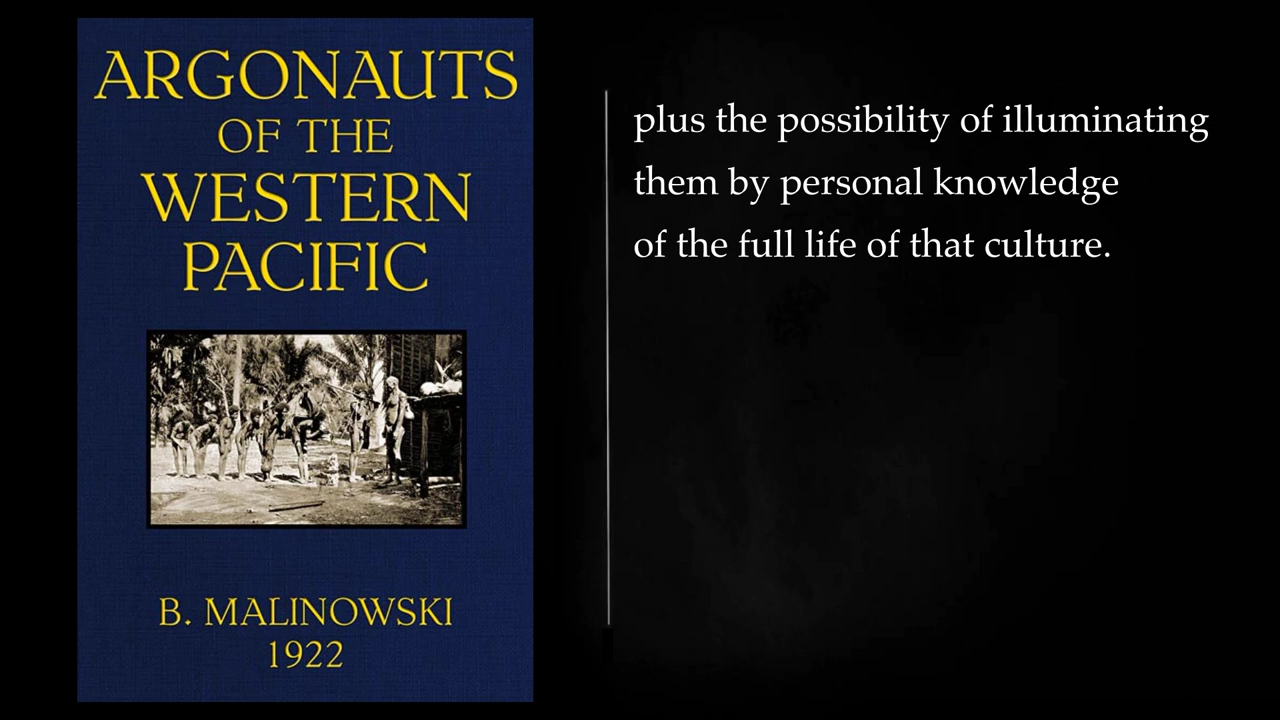 ARGONAUTS
OF THE
WESTERN
PACIFIC
B. MALINOWSKI
1922
plus the possibility of illuminating
them by personal knowledge
of the full life of that culture.